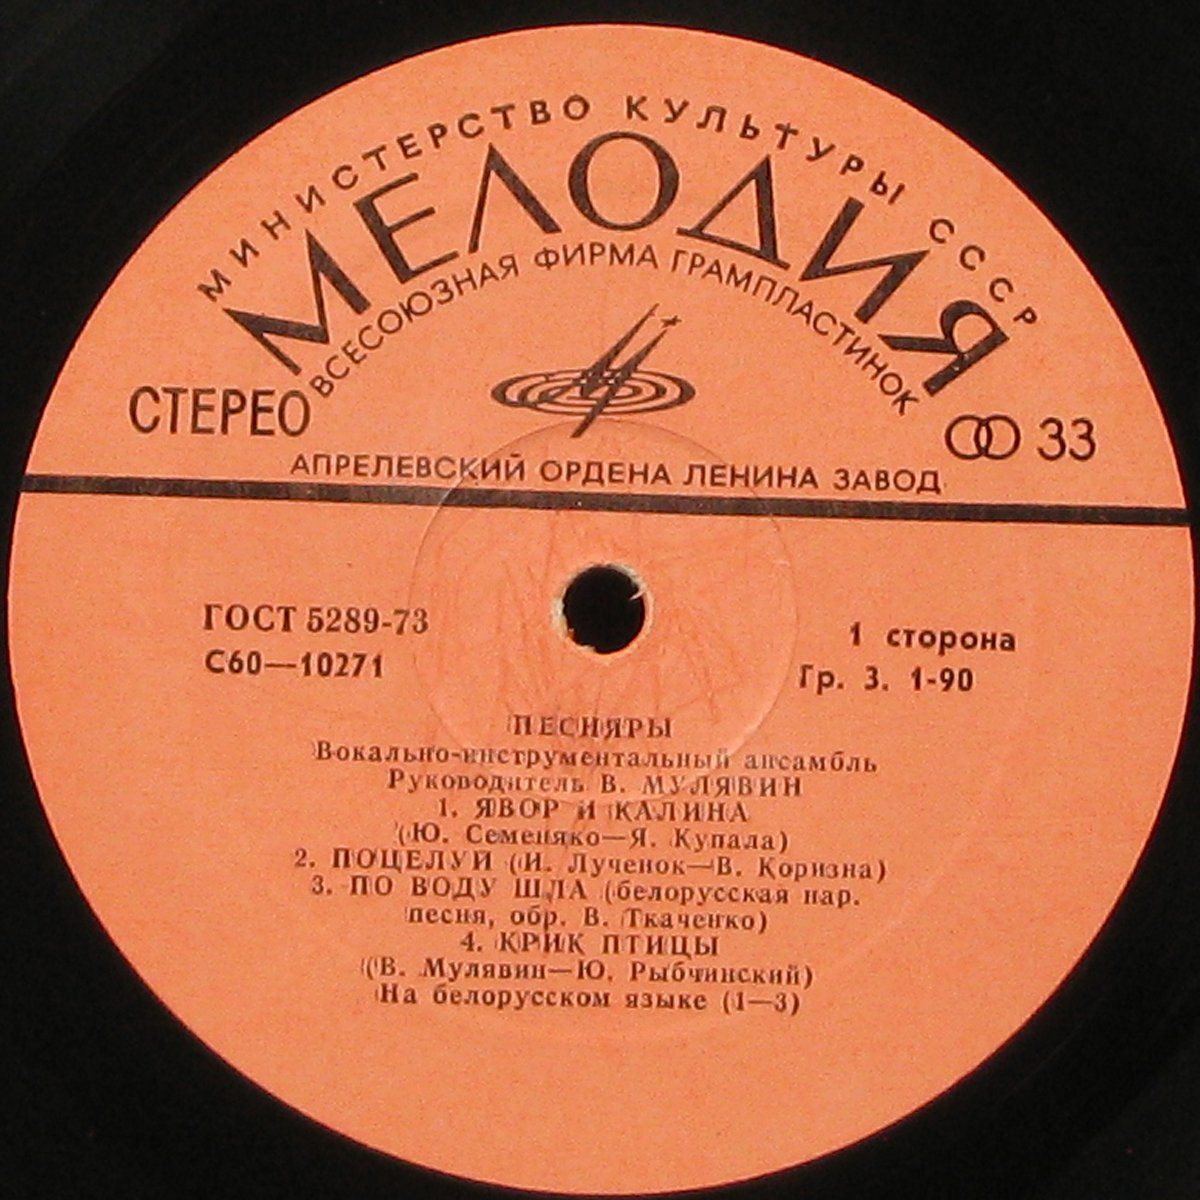 МИНИСТЕРСТВО КУЛЬТУРЫ СССР
МЕЛОДИЯ
ВСЕСОЮЗНАЯ ФИРМА ГРАМПЛАСТИНОК
СТЕРЕО
33
АПРЕЛЕВСКИЙ ОРДЕНА ЛЕНИНА ЗАВОД
ГОСТ 5289-73
С60—10271
1 сторона
Гр. 3. 1-90
ПЕСНЯРЫ
Вокально-инструментальный ансамбль
Руководитель В. МУЛЯВИН
1. ЯВОР И КАЛИНА
(Ю. Семеняко—Я. Купала)
2. ПОЦЕЛУЙ (И. Лученок—В. Коризна)
3. ПО ВОДУ ШЛА (белорусская нар.
песня, обр. В. Ткаченко)
4. КРИК ПТИЦЫ
(В. Мулявин—Ю. Рыбчинский)
На белорусском языке (1—3)